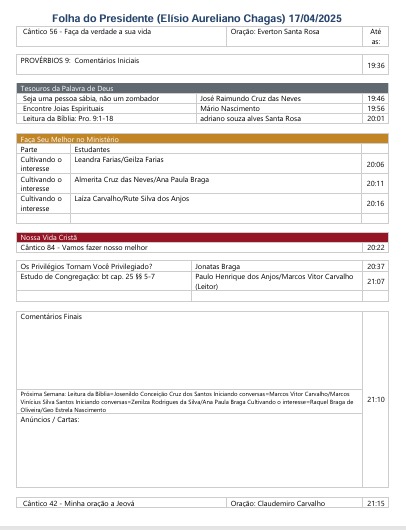 Folha do Presidente (Elísio Aureliano Chagas) 17/04/2025
Cântico 56 - Faça da verdade a sua vida Oração: Everton Santa Rosa Até
as:
PROVÉRBIOS 9: Comentários Iniciais 19:36
Tesouros da Palavra de Deus
Seja uma pessoa sábia, não um zombador José Raimundo Cruz das Neves 19:46
Encontre Joias Espirituais Mário Nascimento 19:56
Leitura da Bíblia: Pro. 9:1-18 adriano souza alves Santa Rosa 20:01
Faça Seu Melhor no Ministério
Parte Estudantes
Cultivando o Leandra Farias/Geilza Farias
interesse 20:06
Cultivando o Almerita Cruz das Neves/Ana Paula Braga
interesse 20:11
Cultivando o Laiza Carvalho/Rute Silva dos Anjos
interesse 20:16
Nossa Vida Cristã
Cântico 84 - Vamos fazer nosso melhor 20:22
Os Privilégios Tornam Você Privilegiado? Jonatas Braga 20:37
Estudo de Congregação: bt cap. 25 §§ 5-7 Paulo Henrique dos Anjos/Marcos Vitor Carvalho
(Leitor) 21:07
Comentários Finais
Próxima Semana: Leitura da Bíblia=Josenildo Conceição Cruz dos Santos Iniciando conversas=Marcos Vitor Carvalho/Marcos
Vinícius Silva Santos Iniciando conversas=Zenilza Rodrigues da Silva/Ana Paula Braga Cultivando o interesse=Raquel Braga de
Oliveira/Geo Estrela Nascimento
21:10
Anúncios / Cartas:
Cântico 42 - Minha oração a Jeová Oração: Claudemiro Carvalho 21:15